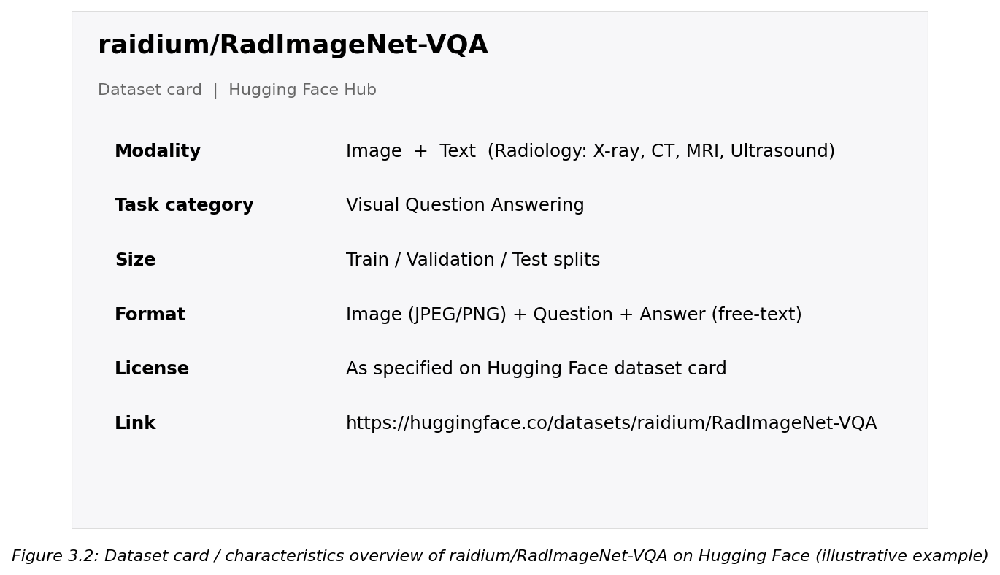 raidium/RadImageNet-VQA
Dataset card | Hugging Face Hub
Modality Image + Text (Radiology: X-ray, CT, MRI, Ultrasound)
Task category Visual Question Answering
Size Train / Validation / Test splits
Format Image (JPEG/PNG) + Question + Answer (free-text)
License As specified on Hugging Face dataset card
Link https://huggingface.co/datasets/raidium/RadImageNet-VQA
Figure 3.2: Dataset card / characteristics overview of raidium/RadImageNet-VQA on Hugging Face (illustrative example)